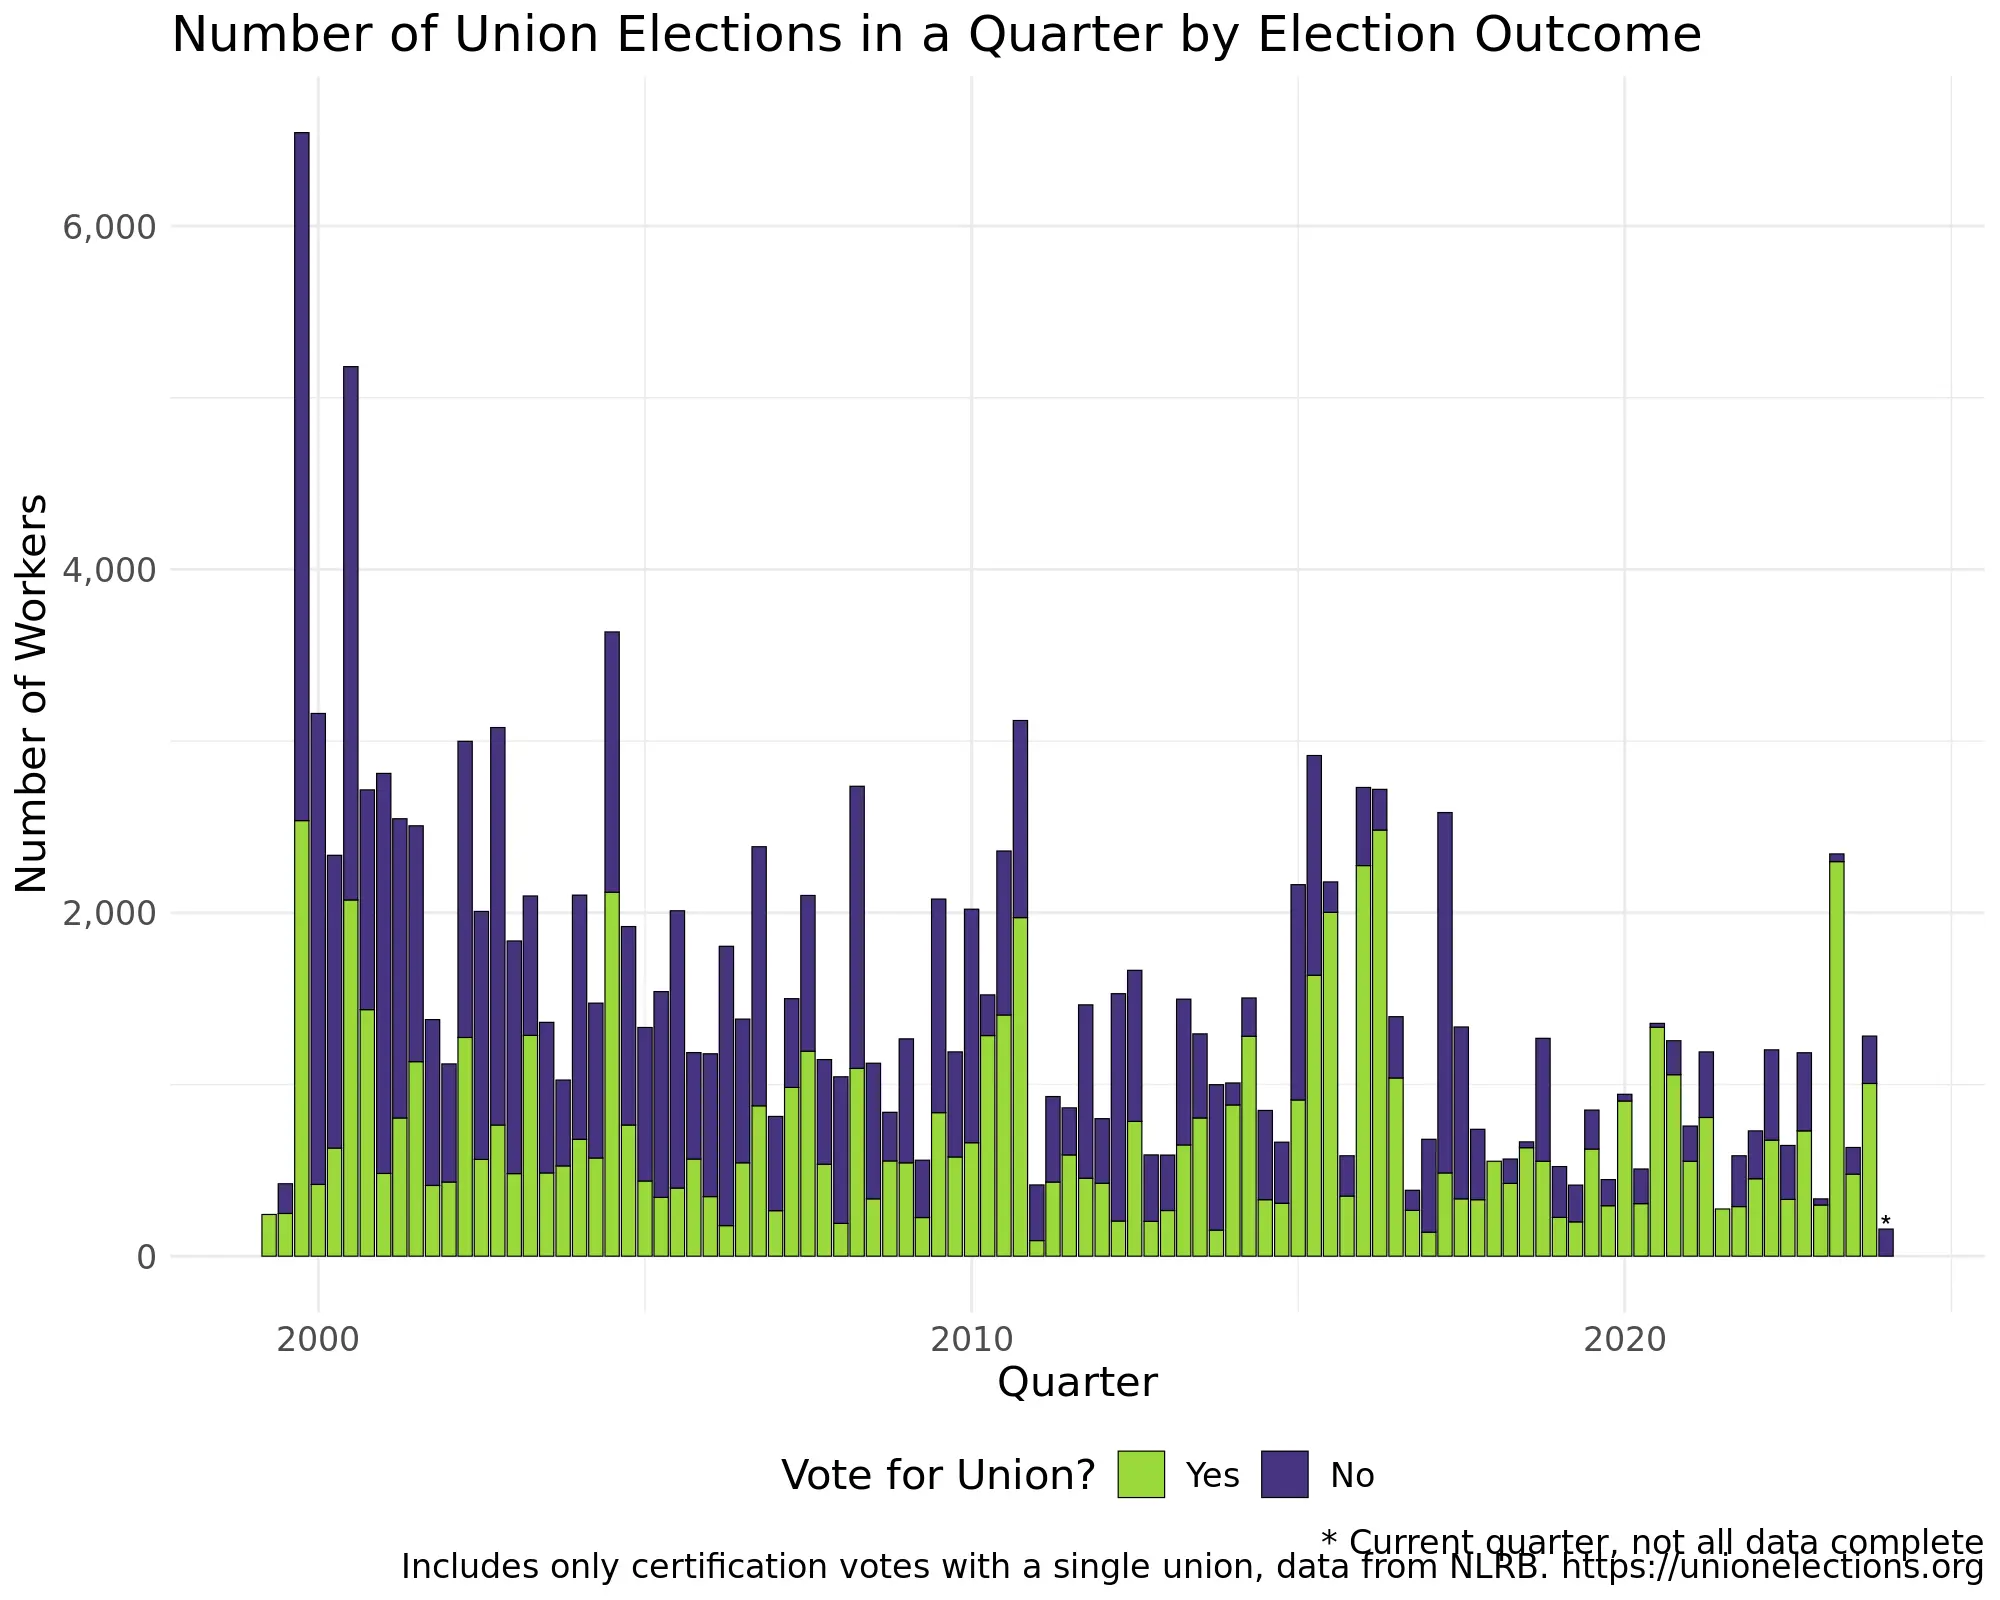 Number of Union Elections in a Quarter by Election Outcome
Number of Workers
6,000
4,000
2,000
0
*
2000
2010
2020
Quarter
Vote for Union?
Yes
No
* Current quarter, not all data complete
Includes only certification votes with a single union, data from NLRB. https://unionelections.org